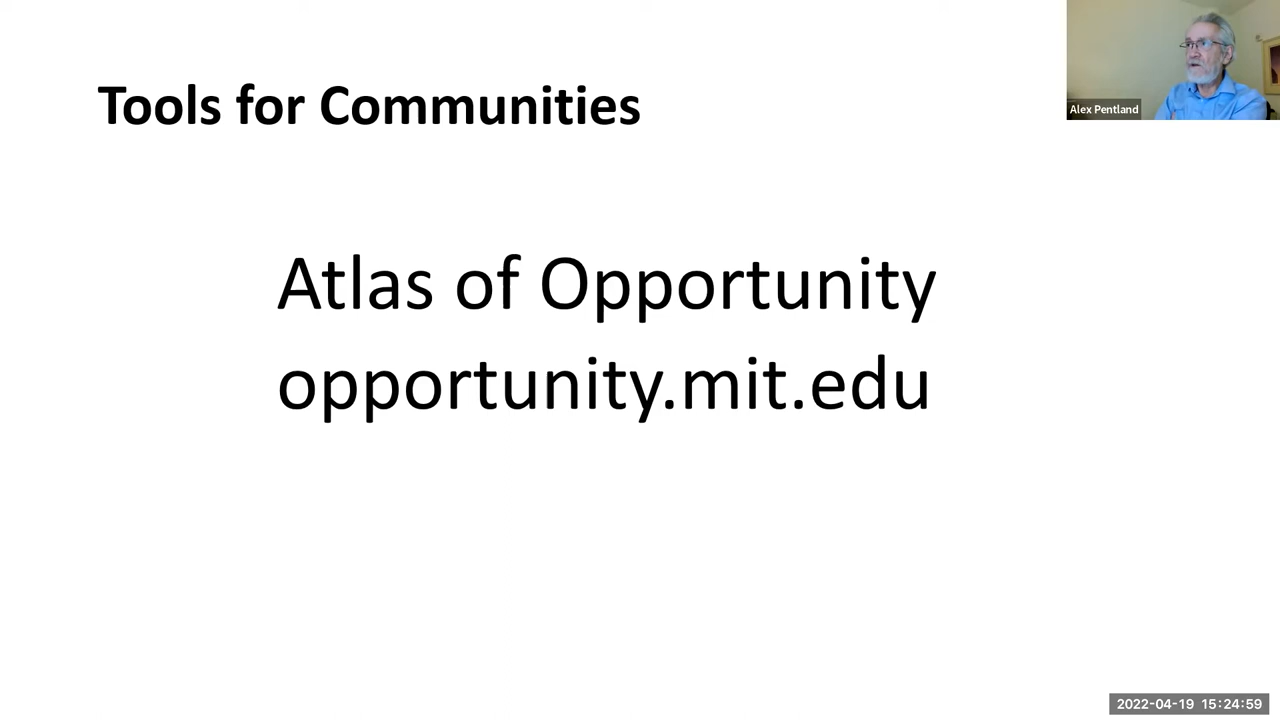 Tools for Communities
Alex Pentland
Atlas of Opportunity
opportunity.mit.edu
2022-04-19 15:24:59